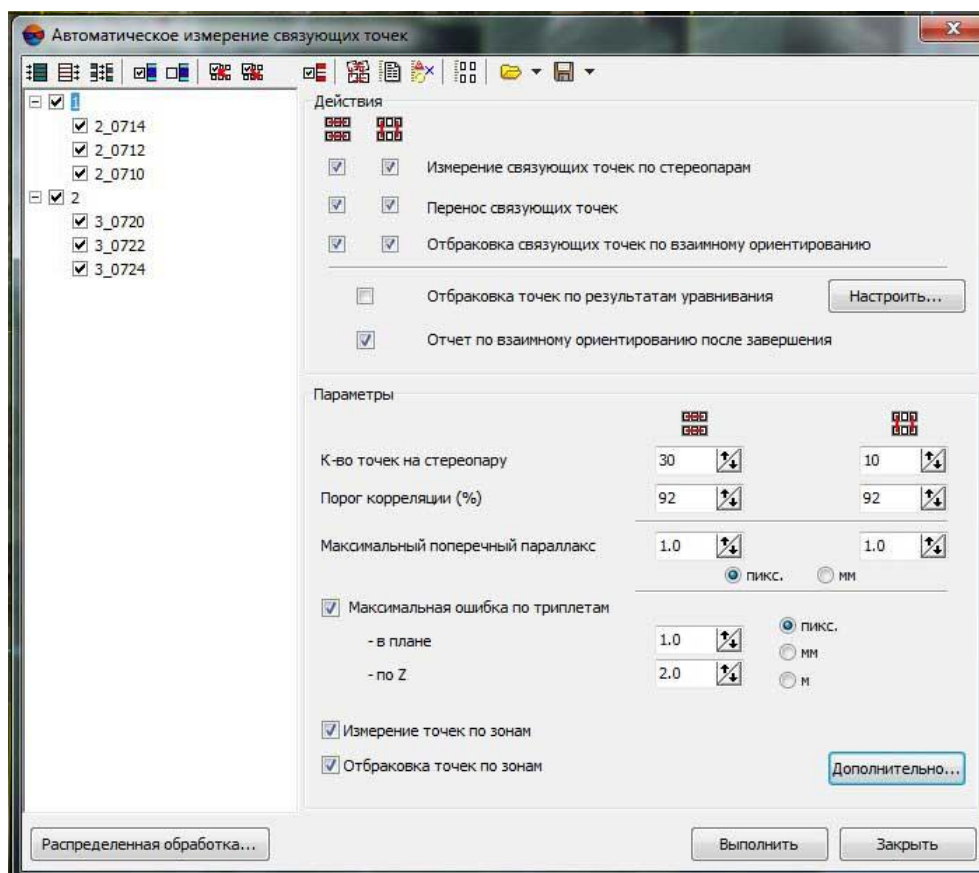 Автоматическое измерение связующих точек
1
2_0714
2_0712
2_0710
2
3_0720
3_0722
3_0724
Действия
Измерение связующих точек по стереопарам
Перенос связующих точек
Отбраковка связующих точек по взаимному ориентированию
Отбраковка точек по результатам уравнивания Настроить...
Отчет по взаимному ориентированию после завершения
Параметры
К-во точек на стереопару 30 10
Порог корреляции (%) 92 92
Максимальный поперечный параллакс 1.0 1.0
пикс. мм
Максимальная ошибка по триплетам
- в плане 1.0 пикс.
мм
- по Z 2.0 м
Измерение точек по зонам
Отбраковка точек по зонам Дополнительно...
Распределенная обработка... Выполнить Закрыть